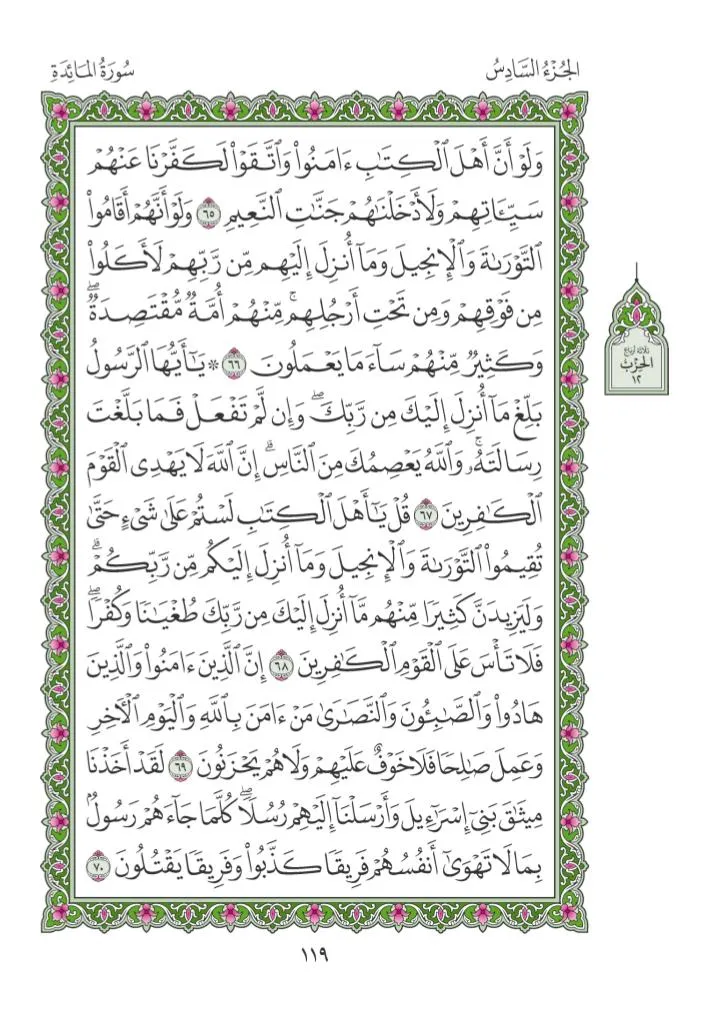 الجُزْءُ السَّادِسُ
سُورَةُ المَائِدَةِ
وَلَوۡ أَنَّ أَهۡلَ ٱلۡكِتَٰبِ ءَامَنُواْ وَٱتَّقَوۡاْ لَكَفَّرۡنَا عَنۡهُمۡ
سَيِّـَٔاتِهِمۡ وَلَأَدۡخَلۡنَٰهُمۡ جَنَّٰتِ ٱلنَّعِيمِ ٦٥ وَلَوۡ أَنَّهُمۡ أَقَامُواْ
ٱلتَّوۡرَىٰةَ وَٱلۡإِنجِيلَ وَمَآ أُنزِلَ إِلَيۡهِم مِّن رَّبِّهِمۡ لَأَكَلُواْ
مِن فَوۡقِهِمۡ وَمِن تَحۡتِ أَرۡجُلِهِمۚ مِّنۡهُمۡ أُمَّةٞ مُّقۡتَصِدَةٞۖ
وَكَثِيرٞ مِّنۡهُمۡ سَآءَ مَا يَعۡمَلُونَ ٦٦ ۞ يَٰٓأَيُّهَا ٱلرَّسُولُ
بَلِّغۡ مَآ أُنزِلَ إِلَيۡكَ مِن رَّبِّكَۖ وَإِن لَّمۡ تَفۡعَلۡ فَمَا بَلَّغۡتَ
رِسَالَتَهُۥۚ وَٱللَّهُ يَعۡصِمُكَ مِنَ ٱلنَّاسِۗ إِنَّ ٱللَّهَ لَا يَهۡدِي ٱلۡقَوۡمَ
ٱلۡكَٰفِرِينَ ٦٧ قُلۡ يَٰٓأَهۡلَ ٱلۡكِتَٰبِ لَسۡتُمۡ عَلَىٰ شَيۡءٍ حَتَّىٰ
تُقِيمُواْ ٱلتَّوۡرَىٰةَ وَٱلۡإِنجِيلَ وَمَآ أُنزِلَ إِلَيۡكُم مِّن رَّبِّكُمۡۗ
وَلَيَزِيدَنَّ كَثِيرٗا مِّنۡهُم مَّآ أُنزِلَ إِلَيۡكَ مِن رَّبِّكَ طُغۡيَٰنٗا وَكُفۡرٗاۖ
فَلَا تَأۡسَ عَلَى ٱلۡقَوۡمِ ٱلۡكَٰفِرِينَ ٦٨ إِنَّ ٱلَّذِينَ ءَامَنُواْ وَٱلَّذِينَ
هَادُواْ وَٱلصَّٰبِـُٔونَ وَٱلنَّصَٰرَىٰ مَنۡ ءَامَنَ بِٱللَّهِ وَٱلۡيَوۡمِ ٱلۡأٓخِرِ
وَعَمِلَ صَٰلِحٗا فَلَا خَوۡفٌ عَلَيۡهِمۡ وَلَا هُمۡ يَحۡزَنُونَ ٦٩ لَقَدۡ أَخَذۡنَا
مِيثَٰقَ بَنِيٓ إِسۡرَٰٓءِيلَ وَأَرۡسَلۡنَآ إِلَيۡهِمۡ رُسُلٗاۖ كُلَّمَا جَآءَهُمۡ رَسُولُۢ
بِمَا لَا تَهۡوَىٰٓ أَنفُسُهُمۡ فَرِيقٗا كَذَّبُواْ وَفَرِيقٗا يَقۡتُلُونَ ٧٠
ثلاثة أرباع
الحِزْب
١٢
١١٩